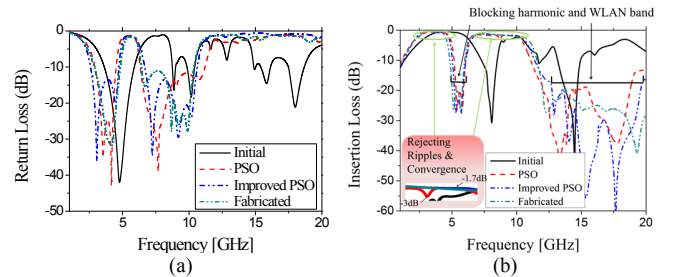 Blocking harmonic and WLAN band
(a)
0
-10
-20
-30
-40
-50
Return Loss (dB)
Initial
PSO
Improved PSO
Fabricated
5
10
15
20
Frequency [GHz]
(a)
(b)
0
-10
-20
-30
-40
-50
-60
Insertion Loss (dB)
Rejecting
Ripples &
Convergence
-1.7dB
-3dB
Initial
PSO
Improved PSO
Fabricated
0
5
10
15
20
Frequency [GHz]
(b)